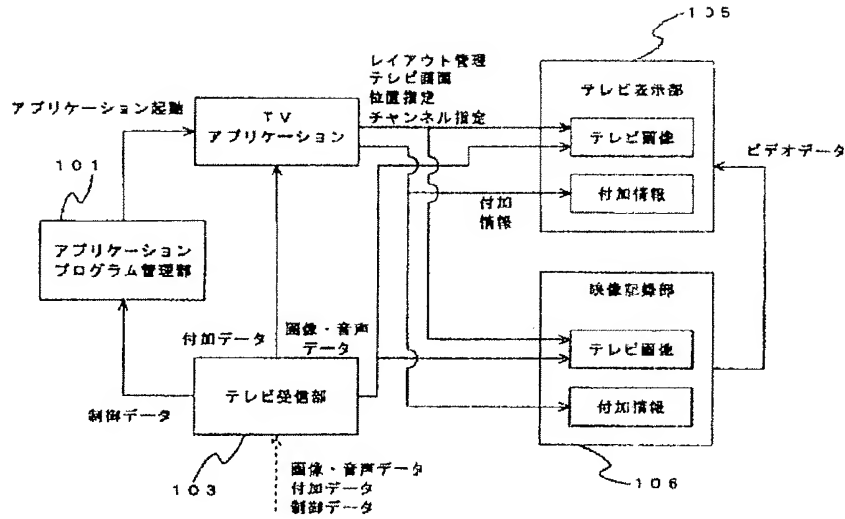 105
レイアウト管理
テレビ画面
位置指定
チャンネル指定
アプリケーション起動
TV
アプリケーション
テレビ表示部
テレビ画像
付加情報
ビデオデータ
101
アプリケーション
プログラム管理部
付加
情報
映像記録部
テレビ画像
付加情報
付加データ
画像・音声
データ
テレビ受信部
制御データ
103
画像・音声データ
付加データ
制御データ
106